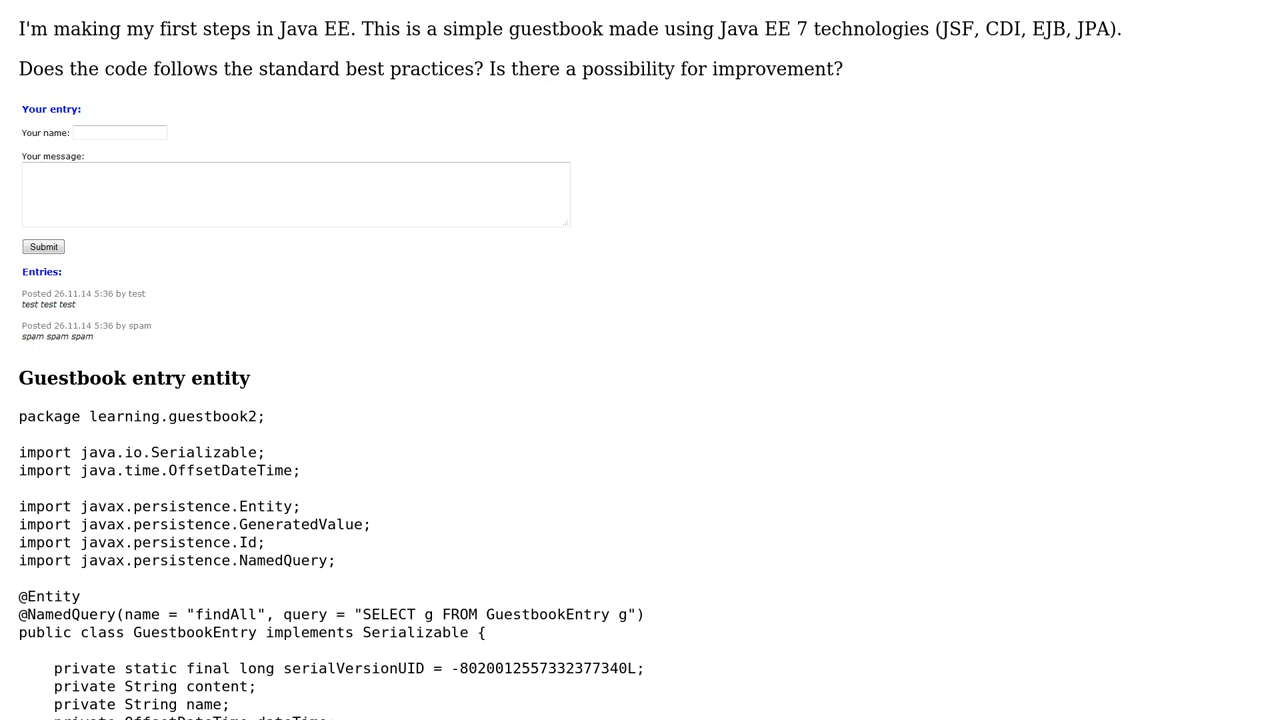 I'm making my first steps in Java EE. This is a simple guestbook made using Java EE 7 technologies (JSF, CDI, EJB, JPA).
Does the code follows the standard best practices? Is there a possibility for improvement?
Your entry:
Your name:
Your message:
Submit
Entries:
Posted 26.11.14 5:36 by test
test test test
Posted 26.11.14 5:36 by spam
spam spam spam
Guestbook entry entity
package learning.guestbook2;
import java.io.Serializable;
import java.time.OffsetDateTime;
import javax.persistence.Entity;
import javax.persistence.GeneratedValue;
import javax.persistence.Id;
import javax.persistence.NamedQuery;
@Entity
@NamedQuery(name = "findAll", query = "SELECT g FROM GuestbookEntry g")
public class GuestbookEntry implements Serializable {
private static final long serialVersionUID = -8020012557332377340L;
private String content;
private String name;
private OffsetDateTime dateTime;